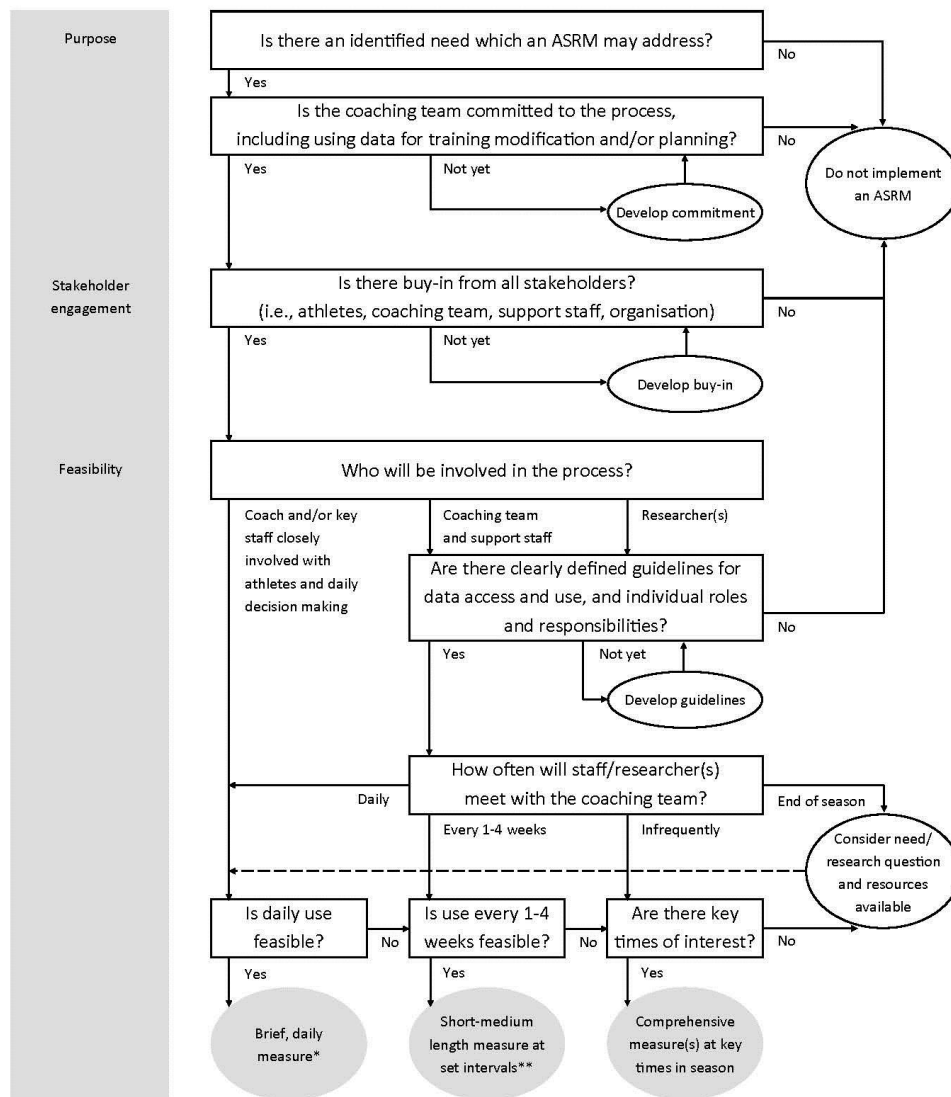 Purpose
Is there an identified need which an ASRM may address?
No
Yes
Is the coaching team committed to the process,
including using data for training modification and/or planning?
No
Yes
Not yet
Develop commitment
Do not implement
an ASRM
Stakeholder
engagement
Is there buy-in from all stakeholders?
(i.e., athletes, coaching team, support staff, organisation)
No
Yes
Not yet
Develop buy-in
Feasibility
Who will be involved in the process?
Coach and/or key
staff closely
involved with
athletes and daily
decision making
Coaching team
and support staff
Researcher(s)
Are there clearly defined guidelines for
data access and use, and individual roles
and responsibilities?
No
Yes
Not yet
Develop guidelines
How often will staff/researcher(s)
meet with the coaching team?
Daily
End of season
Every 1-4 weeks
Infrequently
Consider need/
research question
and resources
available
Is daily use
feasible?
No
Is use every 1-4
weeks feasible?
No
Are there key
times of interest?
No
Yes
Yes
Yes
Brief, daily
measure*
Short-medium
length measure at
set intervals**
Comprehensive
measure(s) at key
times in season